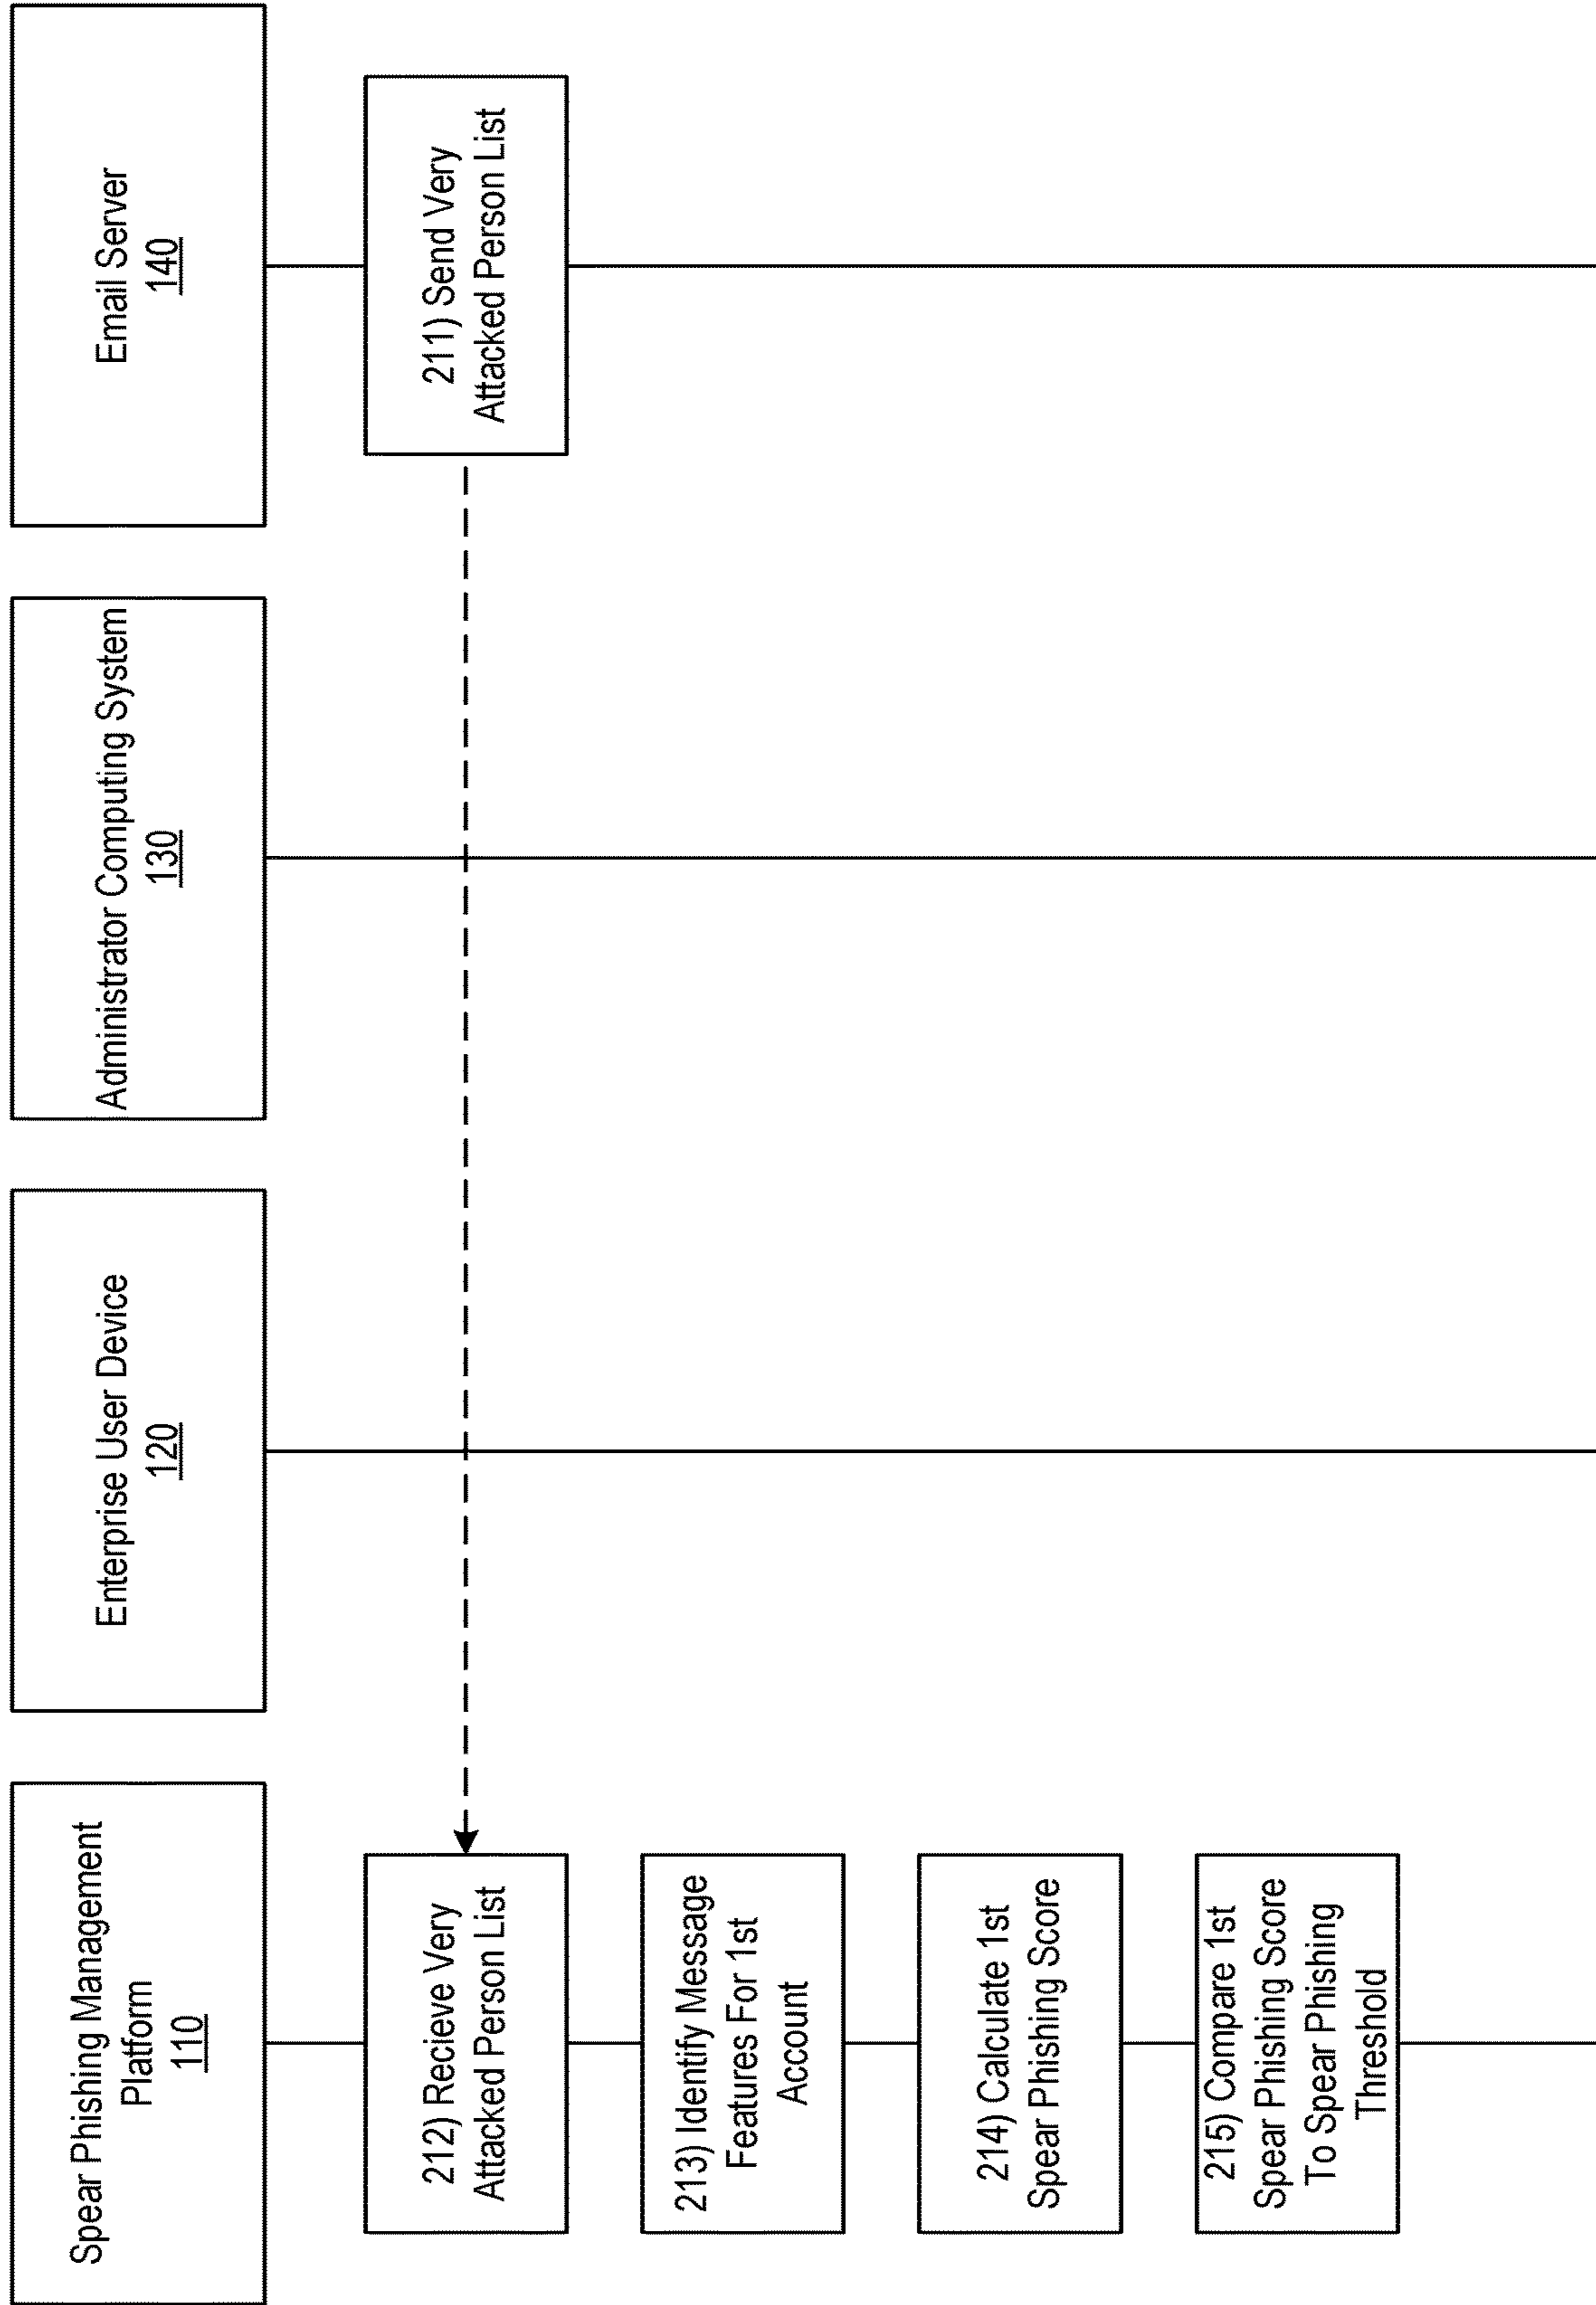 Spear Phishing Management
Platform
110
Enterprise User Device
120
Administrator Computing System
130
Email Server
140
211) Send Very
Attacked Person List
212) Recieve Very
Attacked Person List
213) Identify Message
Features For 1st
Account
214) Calculate 1st
Spear Phishing Score
215) Compare 1st
Spear Phishing Score
To Spear Phishing
Threshold